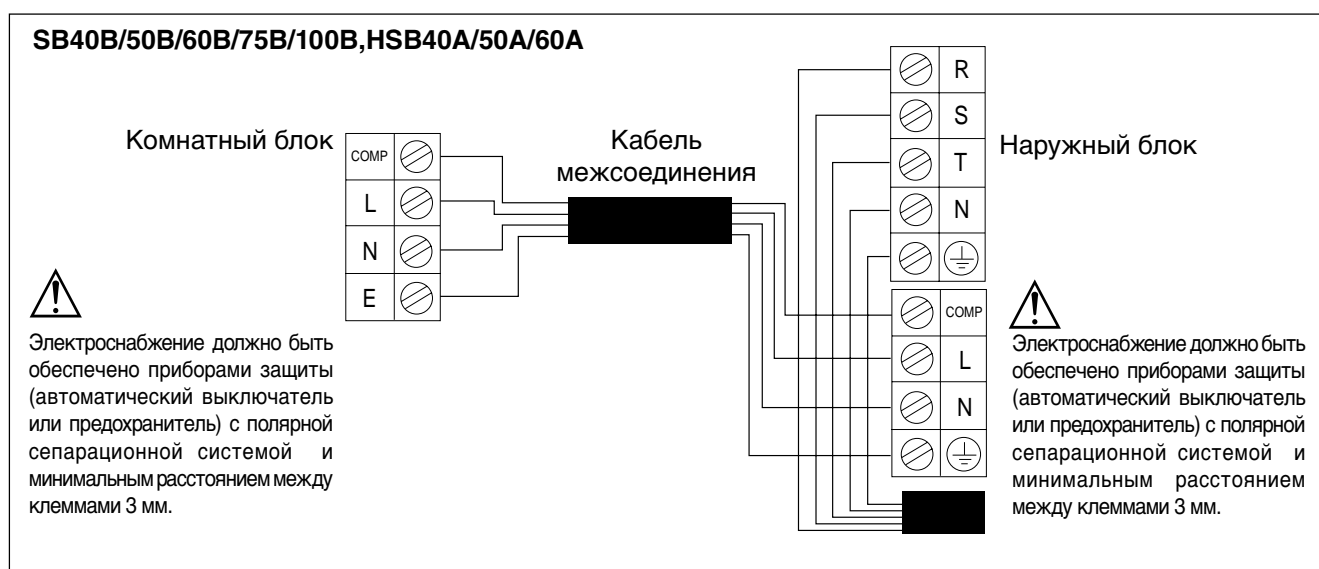 SB40B/50B/60B/75B/100B,HSB40A/50A/60A
Комнатный блок
COMP
L
N
E
Кабель
межсоединения
R
S
T
N
COMP
L
N
Наружный блок
Электроснабжение должно быть
обеспечено приборами защиты
(автоматический выключатель
или предохранитель) с полярной
сепарационной системой и
минимальным расстоянием между
клеммами 3 мм.
Электроснабжение должно быть
обеспечено приборами защиты
(автоматический выключатель
или предохранитель) с полярной
сепарационной системой и
минимальным расстоянием
между клеммами 3 мм.